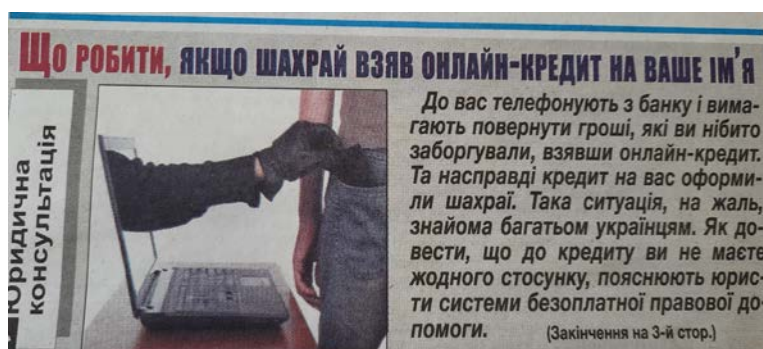 Що робити, якщо шахрай взяв онлайн-кредит на ваше ім'я
Юридична
консультація
До вас телефонують з банку і вима-
гають повернути гроші, які ви нібито
заборгували, взявши онлайн-кредит.
Та насправді кредит на вас оформи-
ли шахраї. Така ситуація, на жаль,
знайома багатьом українцям. Як до-
вести, що до кредиту ви не маєте
жодного стосунку, пояснюють юрис-
ти системи безоплатної правової до-
помоги.
(Закінчення на 3-й стор.)